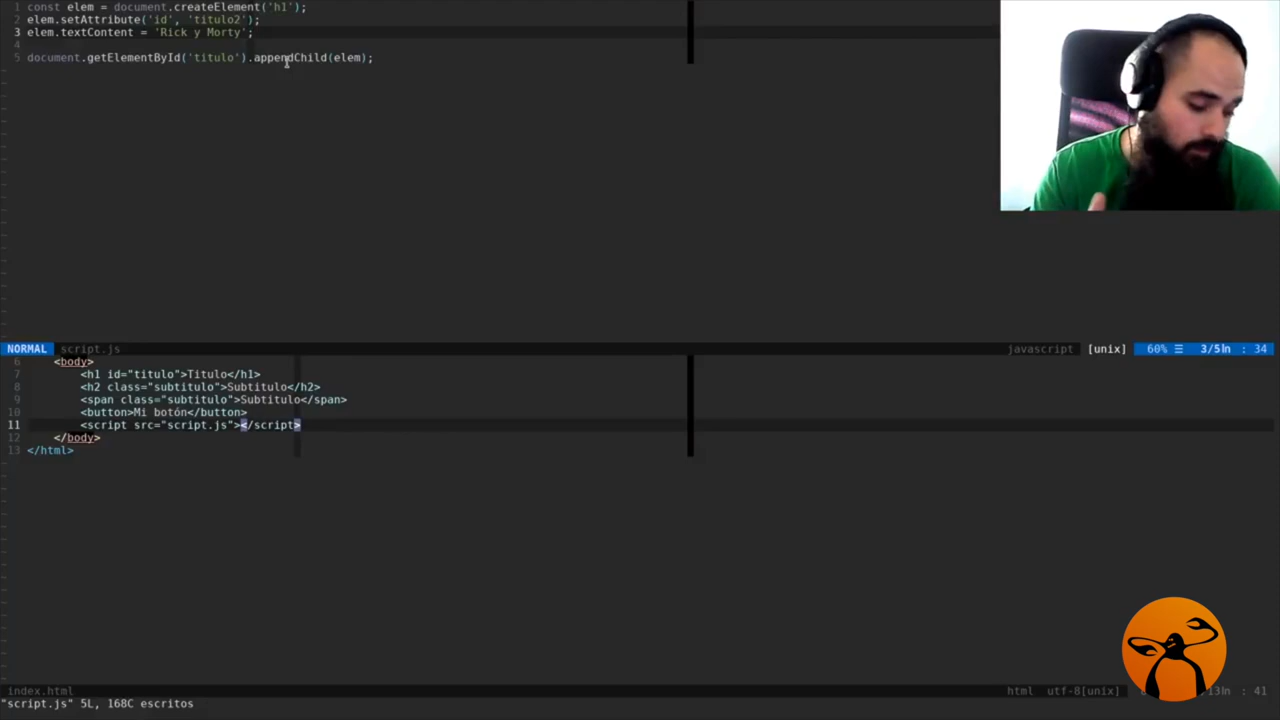 1 const elem = document.createElement('h1');
2 elem.setAttribute('id', 'titulo2');
3 elem.textContent = 'Rick y Morty';
4
5 document.getElementById('titulo').appendChild(elem);
NORMAL script.js javascript [unix] 60% ☰ 3/5㏑ : 34
6 <body>
7 <h1 id="titulo">Titulo</h1>
8 <h2 class="subtitulo">Subtitulo</h2>
9 <span class="subtitulo">Subtitulo</span>
10 <button>Mi botón</button>
11 <script src="script.js"></script>
12 </body>
13 </html>
index.html html utf-8[unix] 13㏑ : 41
"script.js" 5L, 168C escritos